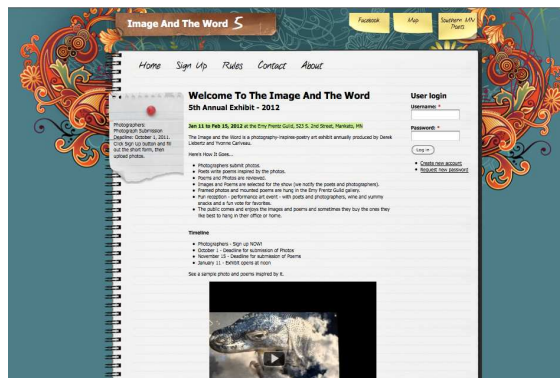 Image And The Word 5
Facebook
Map
Southern MN
Poets
Home Sign Up Rules Contact About
Photographers:
Photograph Submission
Deadline: October 1, 2011.
Click Sign Up button and fill
out the short form, then
upload photos.
Welcome To The Image And The Word
5th Annual Exhibit - 2012
Jan 11 to Feb 15, 2012 at the Emy Frentz Guild, 523 S. 2nd Street, Mankato, MN
The Image and the Word is a photography-inspires-poetry art exhibit annually produced by Derek
Liebertz and Yvonne Cariveau.
Here's How It Goes...
Photographers submit photos.
Poets write poems inspired by the photos.
Poems and Photos are reviewed.
Images and Poems are selected for the show (we notify the poets and photographers).
Framed photos and mounted poems are hung in the Emy Frentz Guild gallery.
Fun reception - performance art event - with poets and photographers, wine and yummy
snacks and a fun vote for favorites.
The public comes and enjoys the images and poems and sometimes they buy the ones they
like best to hang in their office or home.
Timeline
Photographers - Sign up NOW!
October 1 - Deadline for submission of Photos
November 15 - Deadline for submission of Poems
January 11 - Exhibit opens at noon
See a sample photo and poems inspired by it.
User login
Username: *
Password: *
Log in
Create new account
Request new password